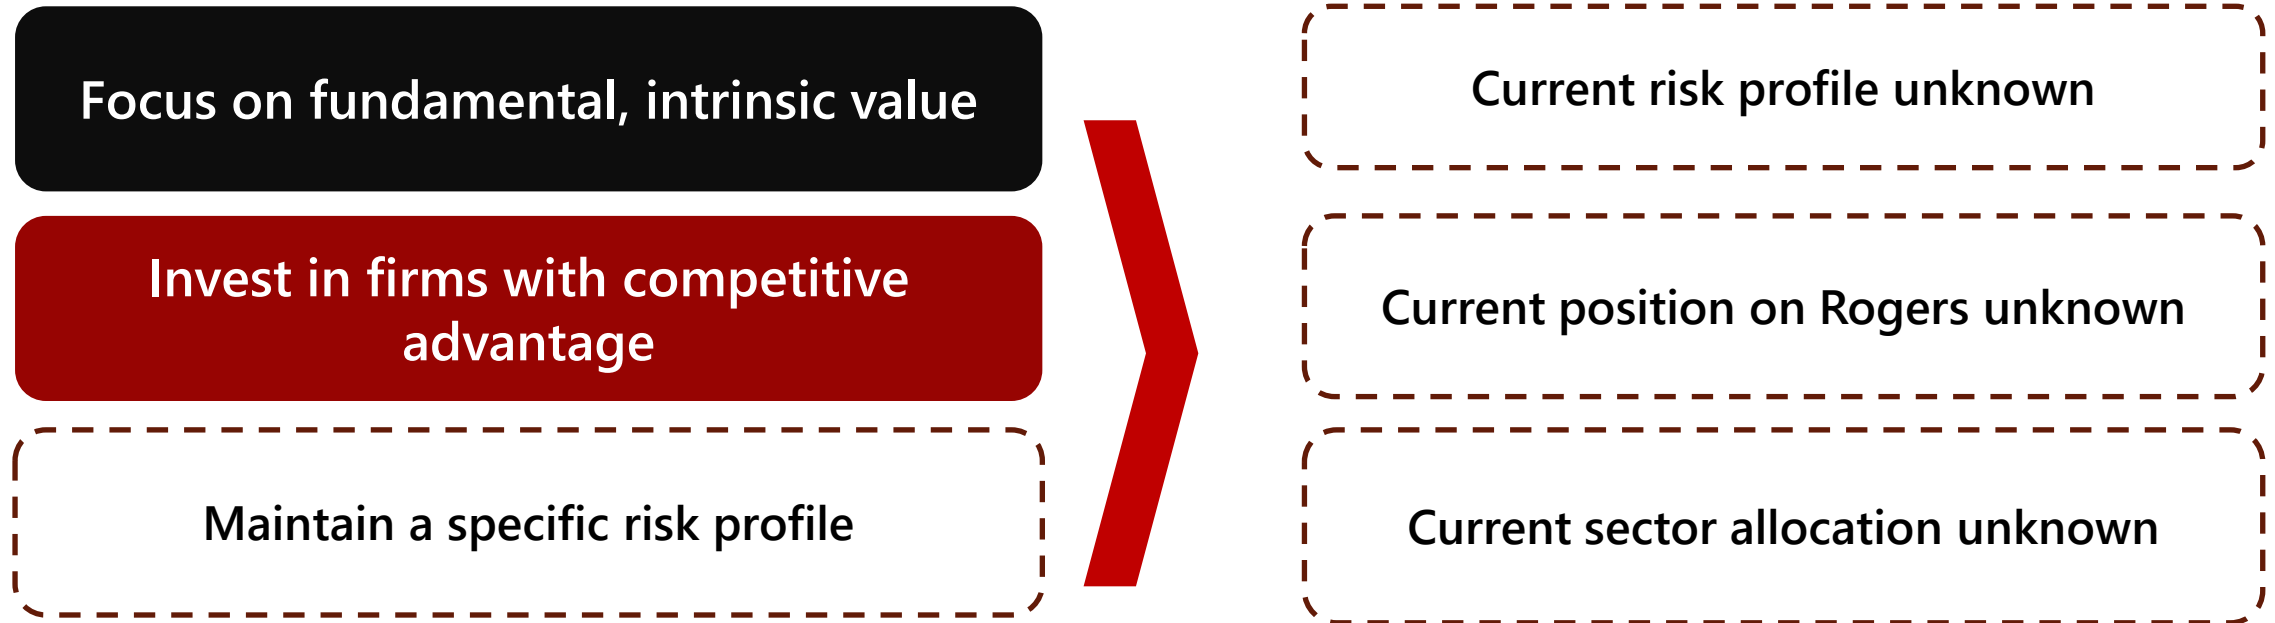 Focus on fundamental, intrinsic value
Invest in firms with competitive
advantage
Maintain a specific risk profile
Current risk profile unknown
Current position on Rogers unknown
Current sector allocation unknown